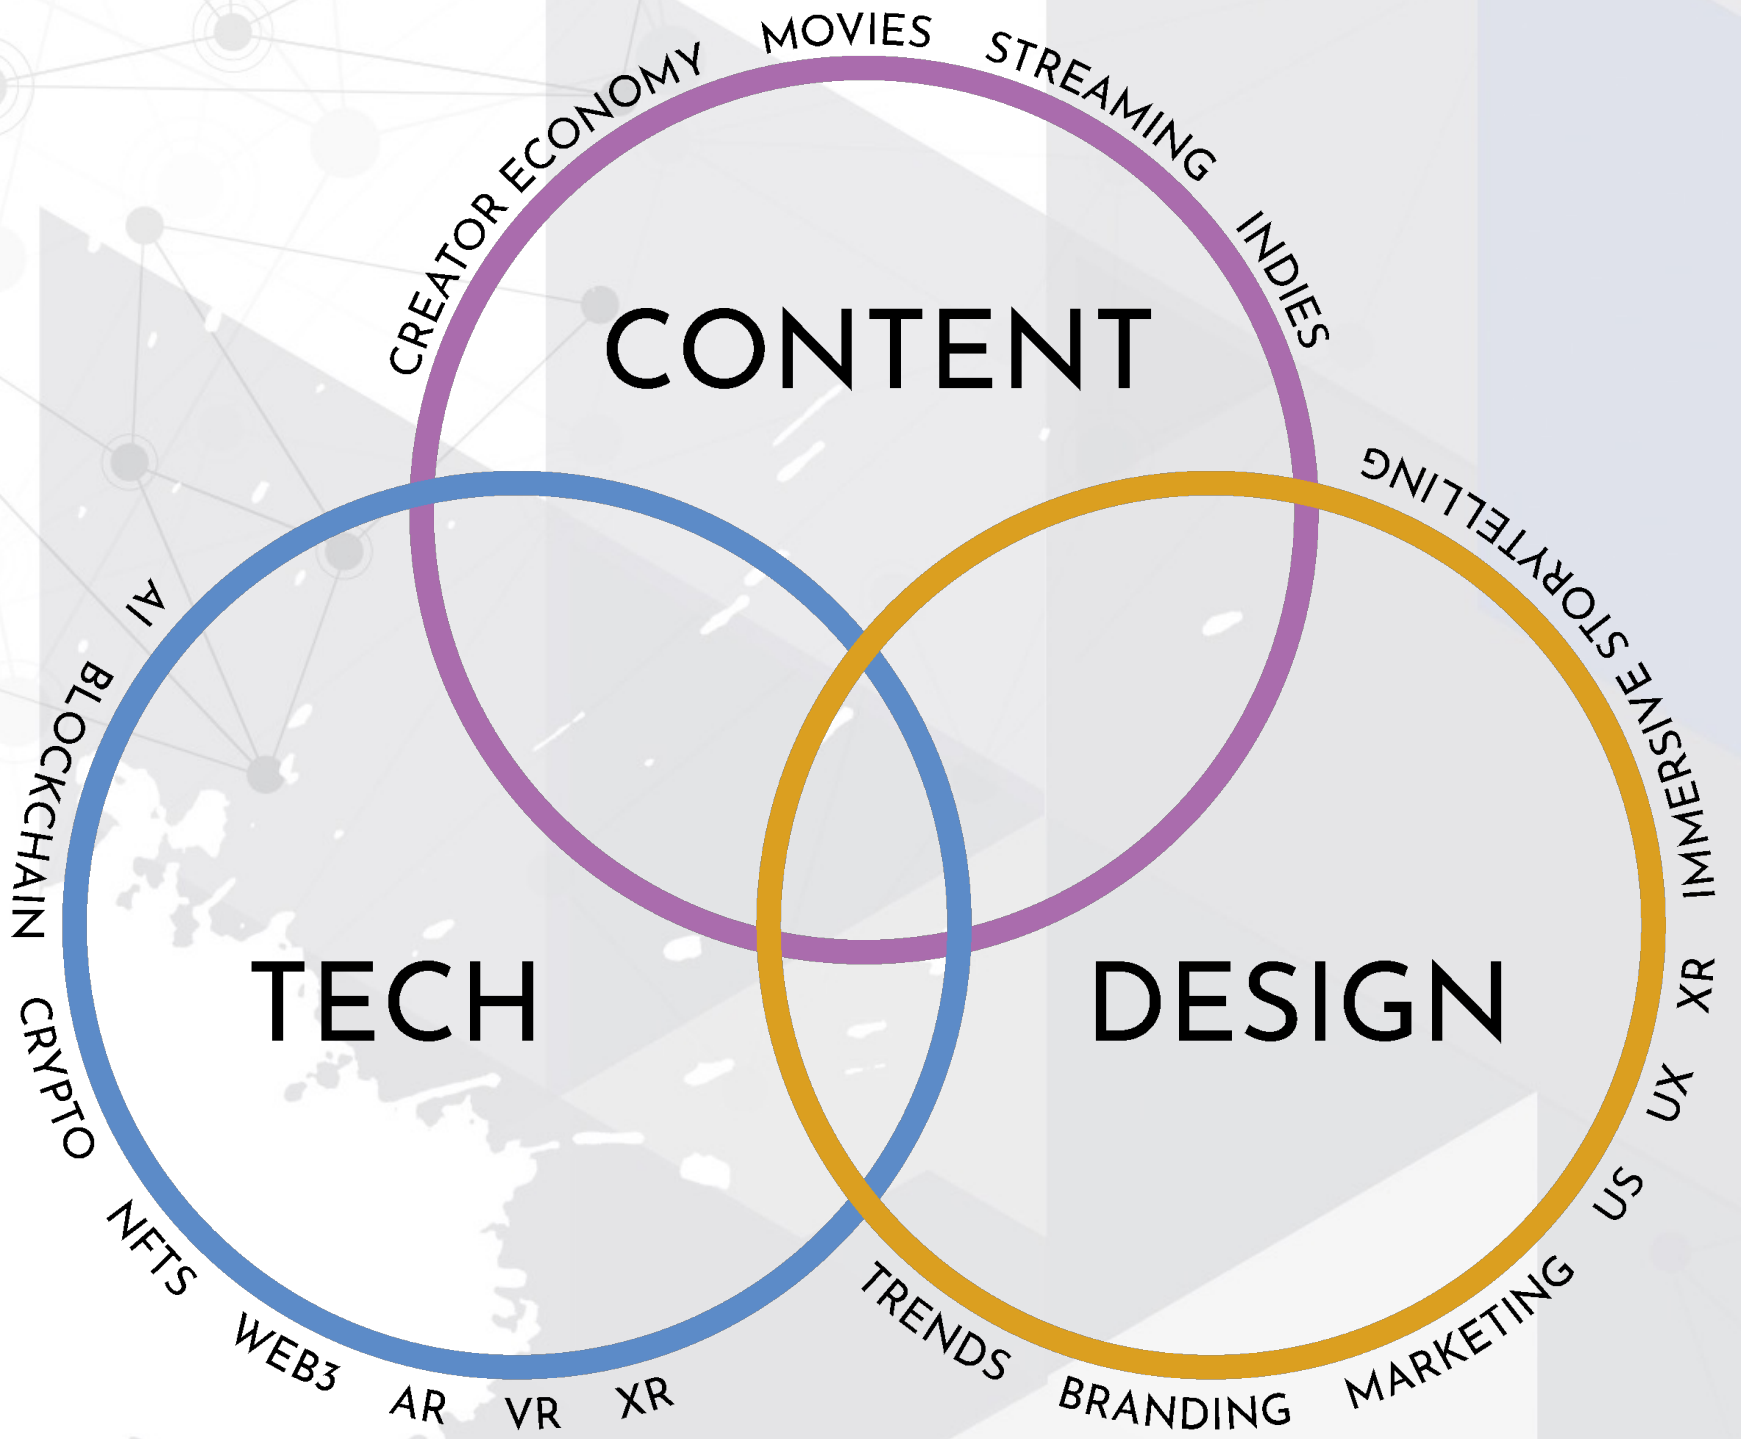 CREATOR ECONOMY
MOVIES
STREAMING
INDIES
CONTENT
AI
BLOCKCHAIN
CRYPTO
NFTS
WEB3
AR
VR
XR
TECH
TRENDS
BRANDING
MARKETING
US
UX
XR
IMMERSIVE STORYTELLING
DESIGN